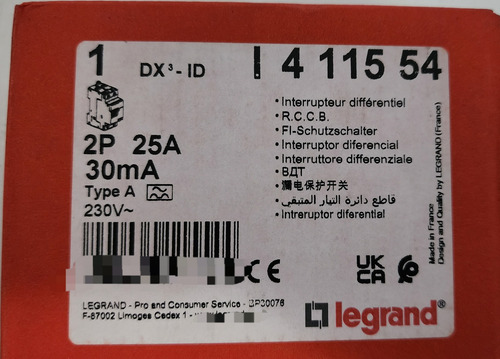 1 DX³-ID 4 115 54
2P 25A
30mA
Type A
230V~
• Interrupteur différentiel
• R.C.C.B.
• FI-Schutzschalter
• Interruptor diferencial
• Interruttore differenziale
• ВДТ
• 漏电保护开关
• قاطع دائرة التيار المتبقي
• Intreruptor diferential
Made in France
Design and Quality by LEGRAND (France)
CE
UK
CA
LEGRAND - Pro and Consumer Service - BP30076
F-87002 Limoges Cedex 1 -
legrand®